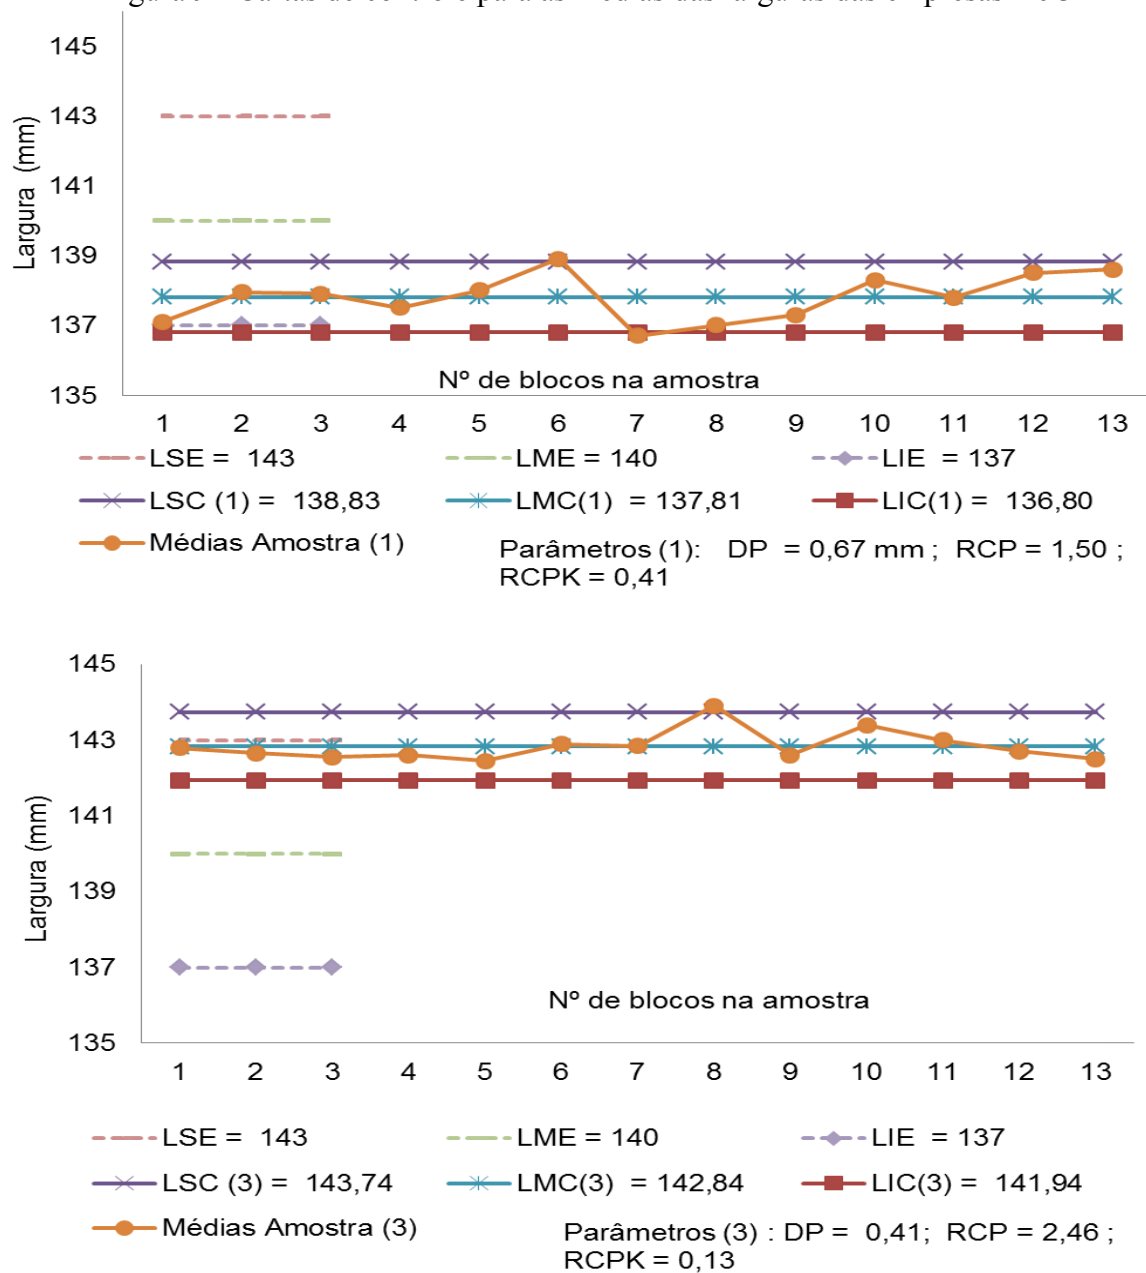 145
143
141
139
137
135
Largura (mm)
Nº de blocos na amostra
1 2 3 4 5 6 7 8 9 10 11 12 13
LSE = 143 LME = 140 LIE = 137
LSC (1) = 138,83 LMC(1) = 137,81 LIC(1) = 136,80
Médias Amostra (1)
Parâmetros (1): DP = 0,67 mm ; RCP = 1,50 ;
RCPK = 0,41
145
143
141
139
137
135
Largura (mm)
Nº de blocos na amostra
1 2 3 4 5 6 7 8 9 10 11 12 13
LSE = 143 LME = 140 LIE = 137
LSC (3) = 143,74 LMC(3) = 142,84 LIC(3) = 141,94
Médias Amostra (3)
Parâmetros (3) : DP = 0,41; RCP = 2,46 ;
RCPK = 0,13